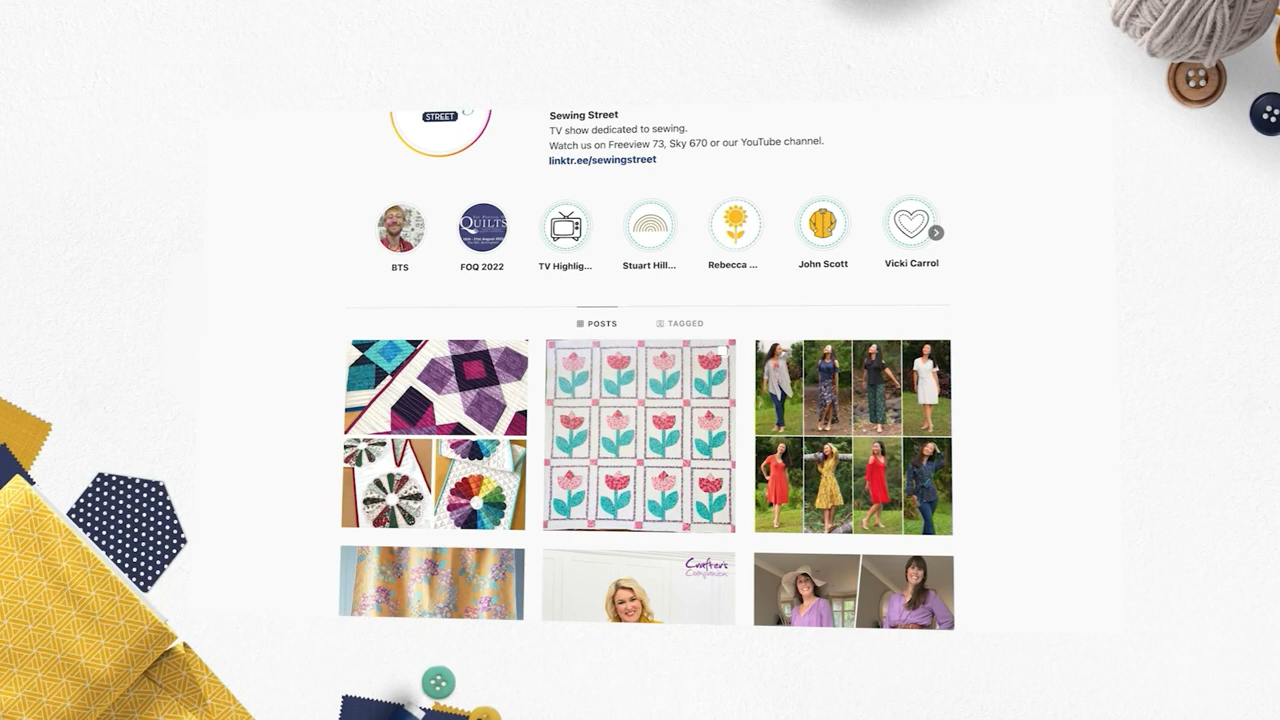 STREET
Sewing Street
TV show dedicated to sewing.
Watch us on Freeview 73, Sky 670 or our YouTube channel.
linktr.ee/sewingstreet
QUILTS
BTS
FOQ 2022
TV Highlig...
Stuart Hill...
Rebecca ...
John Scott
Vicki Carrol
POSTS
TAGGED
Crafter's
Companion